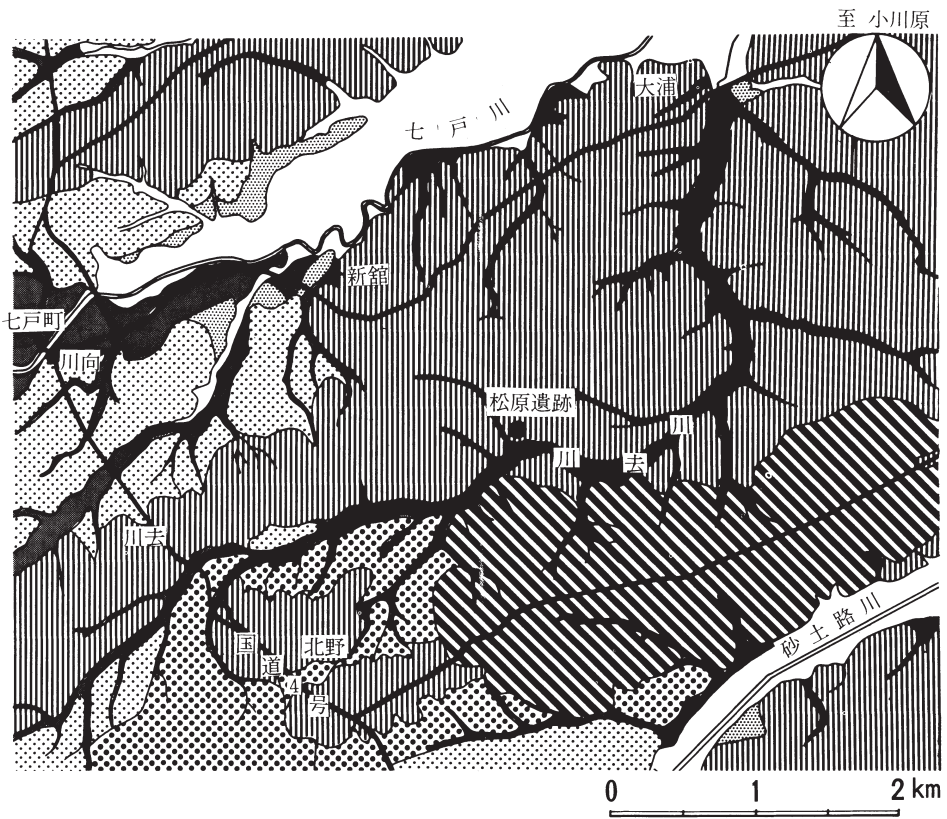 至 小川原
大浦
七戸川
新舘
七戸町
川向
松原遺跡
川去川
川去
国道4号
北野
砂土路川
0 1 2 km